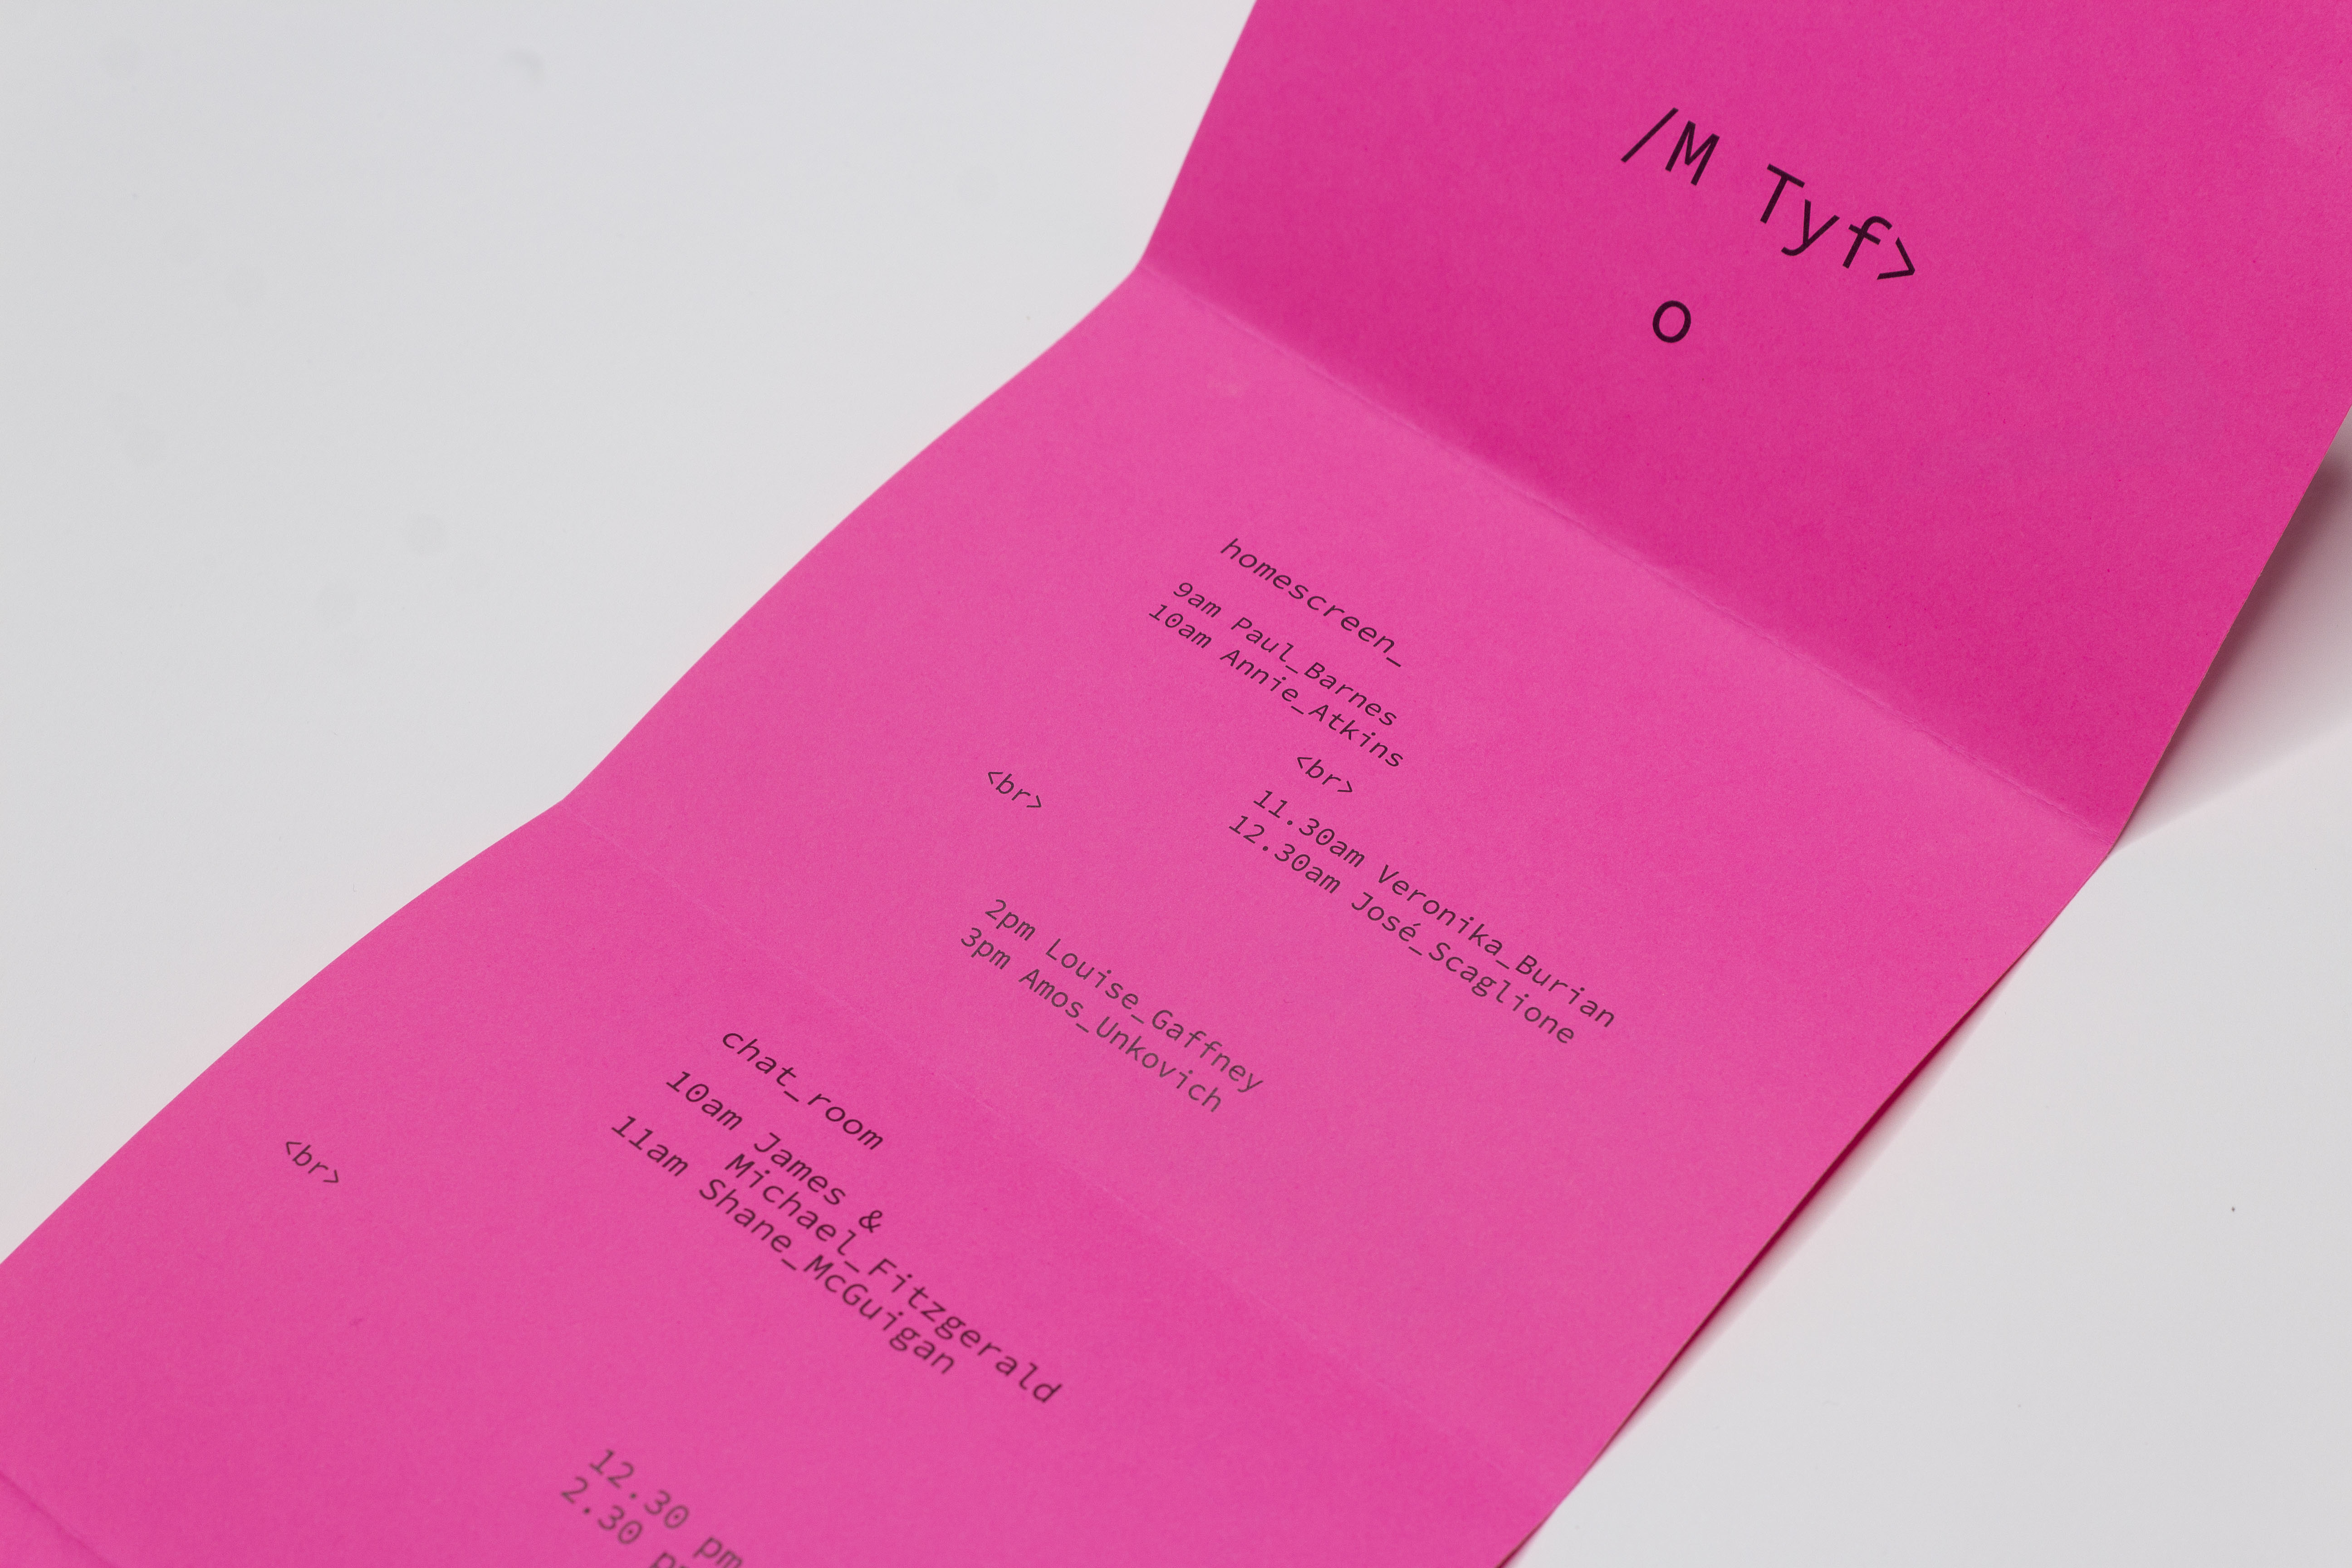 /M Tyf>
o
homescreen_
9am Paul_Barnes
10am Annie_Atkins
<br>
11.30am Veronika_Burian
12.30am José_Scaglione
<br>
2pm Louise_Gaffney
3pm Amos_Unkovich
chat_room
10am James &
Michael_Fitzgerald
11am Shane_McGuigan
<br>
12.30 pm
2.30